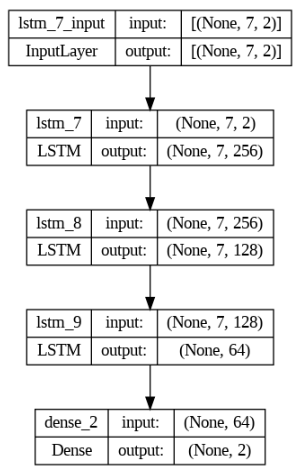 lstm_7_input input: [(None, 7, 2)]
InputLayer output: [(None, 7, 2)]
lstm_7 input: (None, 7, 2)
LSTM output: (None, 7, 256)
lstm_8 input: (None, 7, 256)
LSTM output: (None, 7, 128)
lstm_9 input: (None, 7, 128)
LSTM output: (None, 64)
dense_2 input: (None, 64)
Dense output: (None, 2)